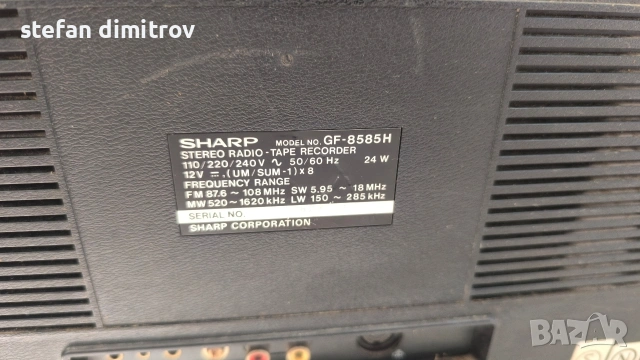 stefan dimitrov
SHARP MODEL NO. GF-8585H
STEREO RADIO-TAPE RECORDER
110/220/240V ∿ 50/60 Hz 24 W
12V ⎓ (UM/SUM-1) x 8
FREQUENCY RANGE
FM 87.6 ~ 108 MHz SW 5.95 ~ 18 MHz
MW 520 ~ 1620 kHz LW 150 ~ 285 kHz
SERIAL NO.
SHARP CORPORATION
BAZAR
bg